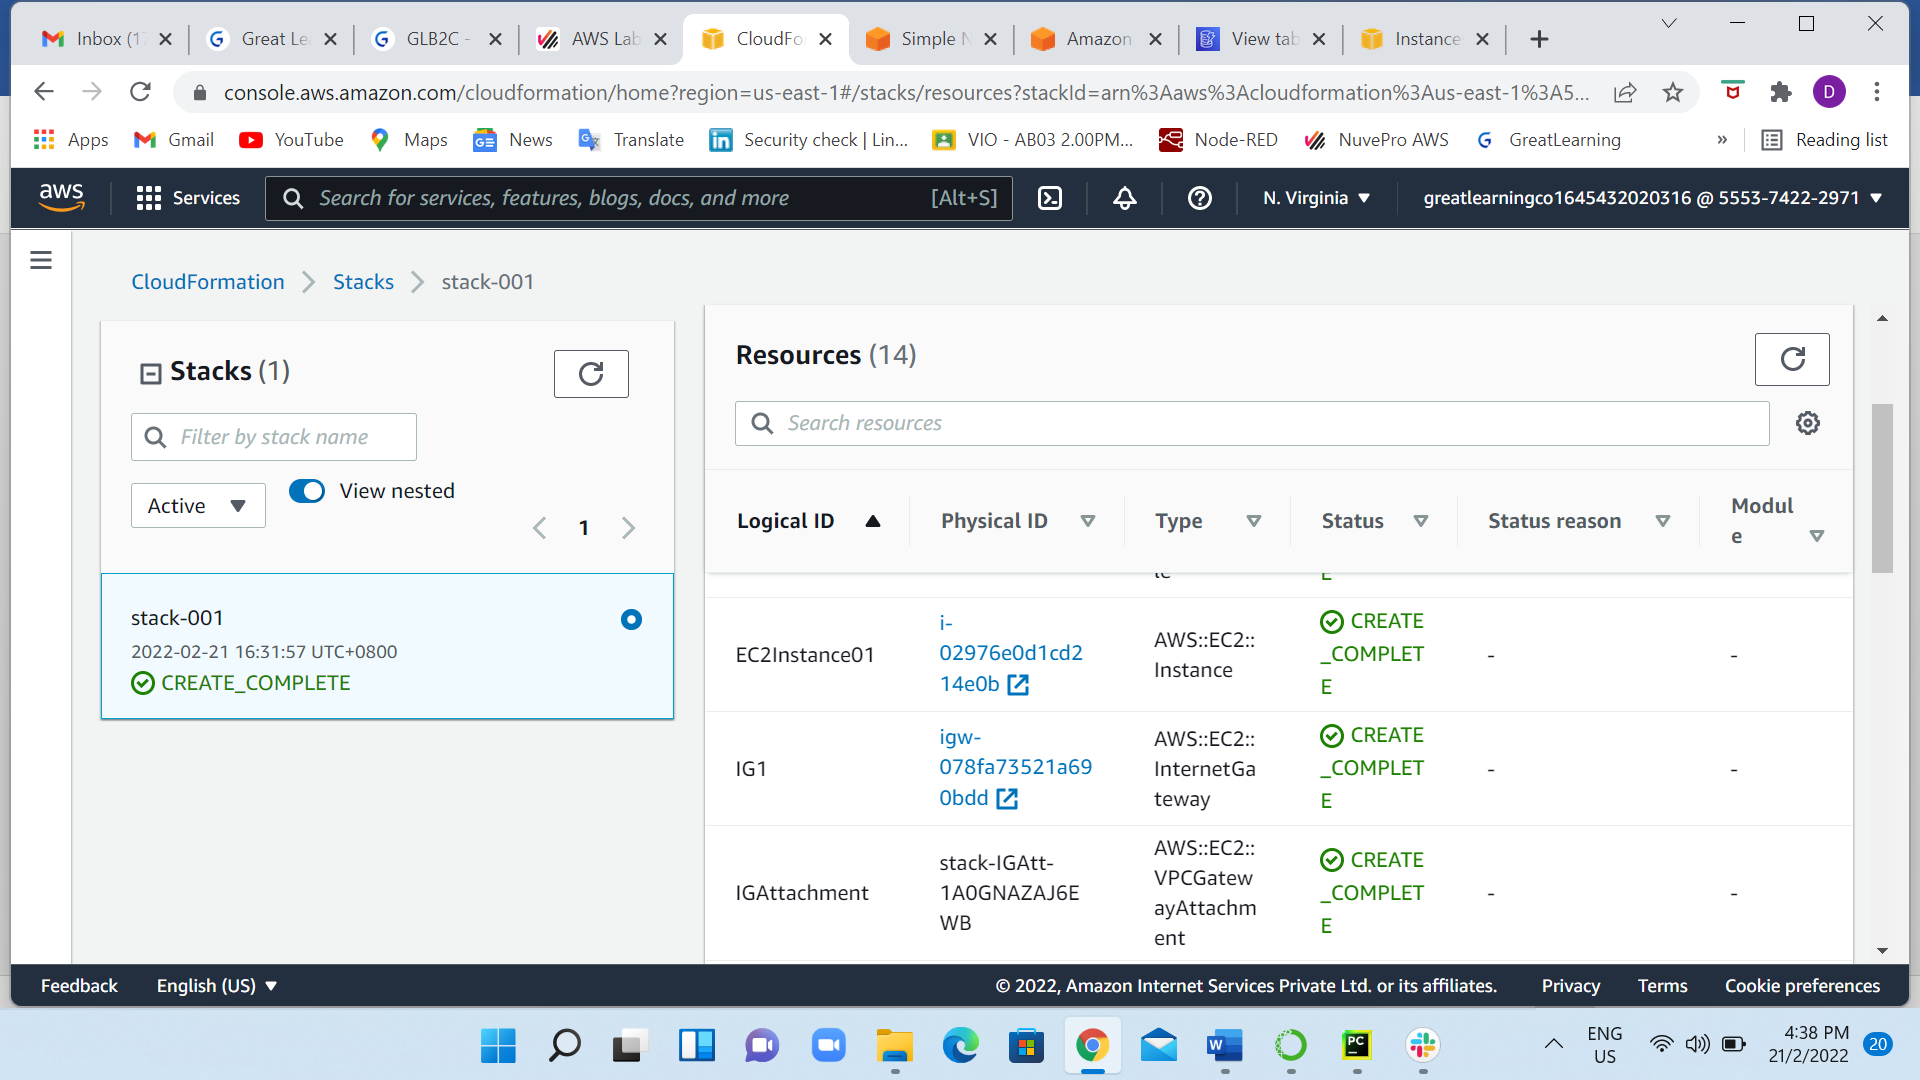 Inbox (17
Great Le
GLB2C -
AWS Lab
CloudFo
Simple N
Amazon
View tab
Instance
console.aws.amazon.com/cloudformation/home?region=us-east-1#/stacks/resources?stackId=arn%3Aaws%3Acloudformation%3Aus-east-1%3A5...
D
Apps
Gmail
YouTube
Maps
News
Translate
Security check | Lin...
VIO - AB03 2.00PM...
Node-RED
NuvePro AWS
GreatLearning
»
Reading list
aws
Services
Search for services, features, blogs, docs, and more
[Alt+S]
N. Virginia
greatlearningco1645432020316 @ 5553-7422-2971
CloudFormation
Stacks
stack-001
Stacks (1)
Filter by stack name
Active
View nested
1
stack-001
2022-02-21 16:31:57 UTC+0800
CREATE_COMPLETE
Resources (14)
Search resources
Logical ID
Physical ID
Type
Status
Status reason
Modul
e
EC2Instance01
i-
02976e0d1cd2
14e0b
AWS::EC2::
Instance
CREATE
_COMPLET
E
-
-
IG1
igw-
078fa73521a69
0bdd
AWS::EC2::
InternetGa
teway
CREATE
_COMPLET
E
-
-
IGAttachment
stack-IGAtt-
1A0GNAZAJ6E
WB
AWS::EC2::
VPCGatew
ayAttachm
ent
CREATE
_COMPLET
E
-
-
Feedback
English (US)
© 2022, Amazon Internet Services Private Ltd. or its affiliates.
Privacy
Terms
Cookie preferences
ENG
US
4:38 PM
21/2/2022
20